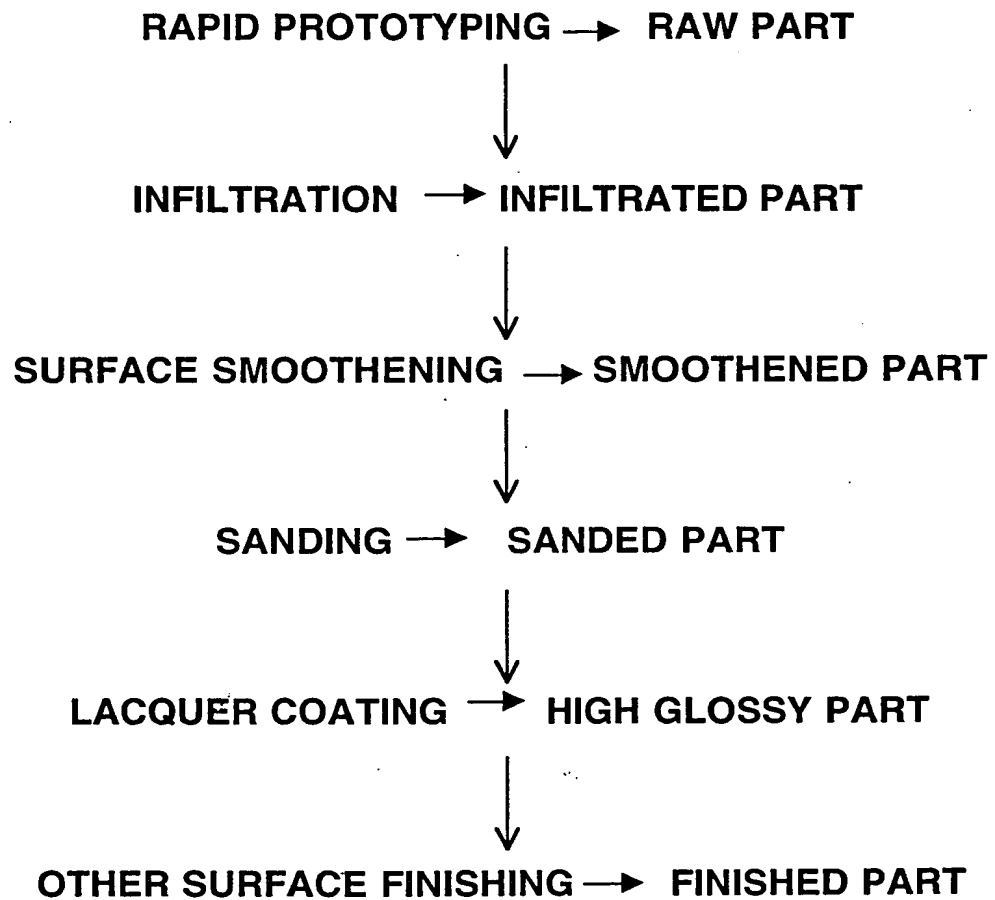 RAPID PROTOTYPING → RAW PART
INFILTRATION → INFILTRATED PART
SURFACE SMOOTHENING → SMOOTHENED PART
SANDING → SANDED PART
LACQUER COATING → HIGH GLOSSY PART
OTHER SURFACE FINISHING → FINISHED PART